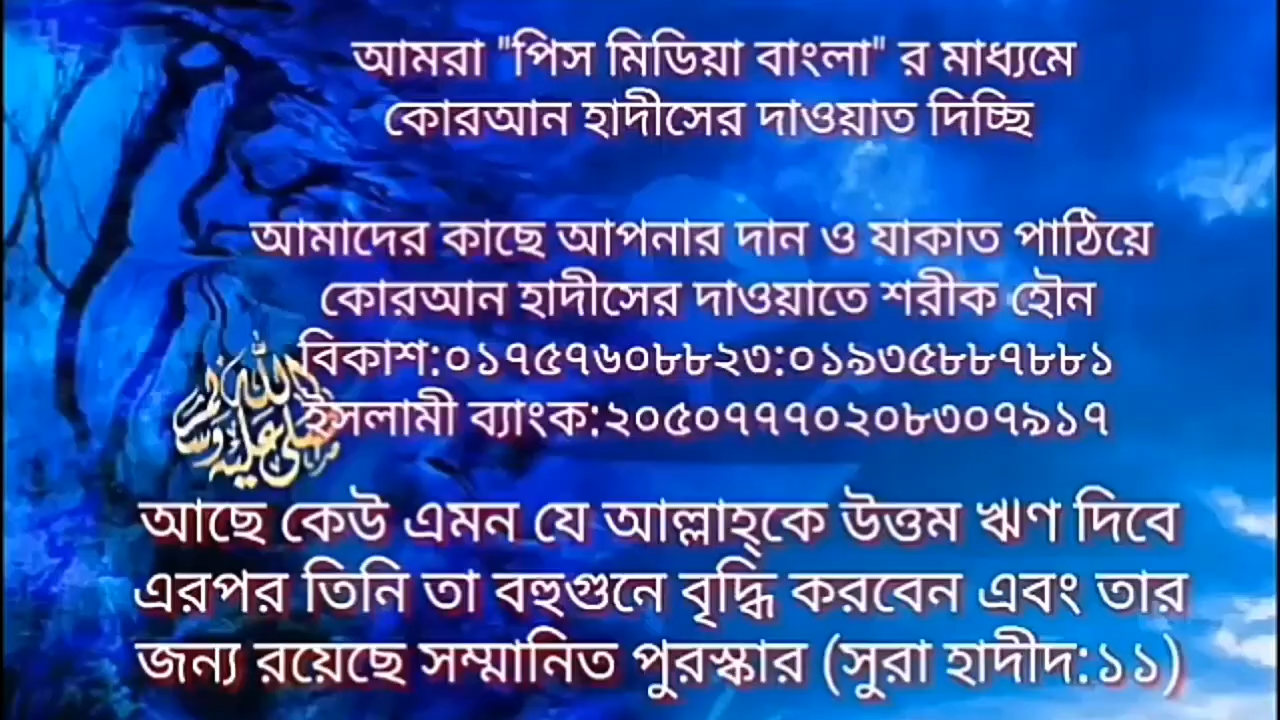 আমরা "পিস মিডিয়া বাংলা" র মাধ্যমে
কোরআন হাদীসের দাওয়াত দিচ্ছি
আমাদের কাছে আপনার দান ও যাকাত পাঠিয়ে
কোরআন হাদীসের দাওয়াতে শরীক হৌন
বিকাশ:০১৭৫৭৬০৮৮২৩:০১৯৩৫৮৮৭৮৮১
ইসলামী ব্যাংক:২০৫০৭৭৭০২০৮৩০৭৯১৭
আছে কেউ এমন যে আল্লাহ্কে উত্তম ঋণ দিবে
এরপর তিনি তা বহুগুনে বৃদ্ধি করবেন এবং তার
জন্য রয়েছে সম্মানিত পুরস্কার (সুরা হাদীদ:১১)